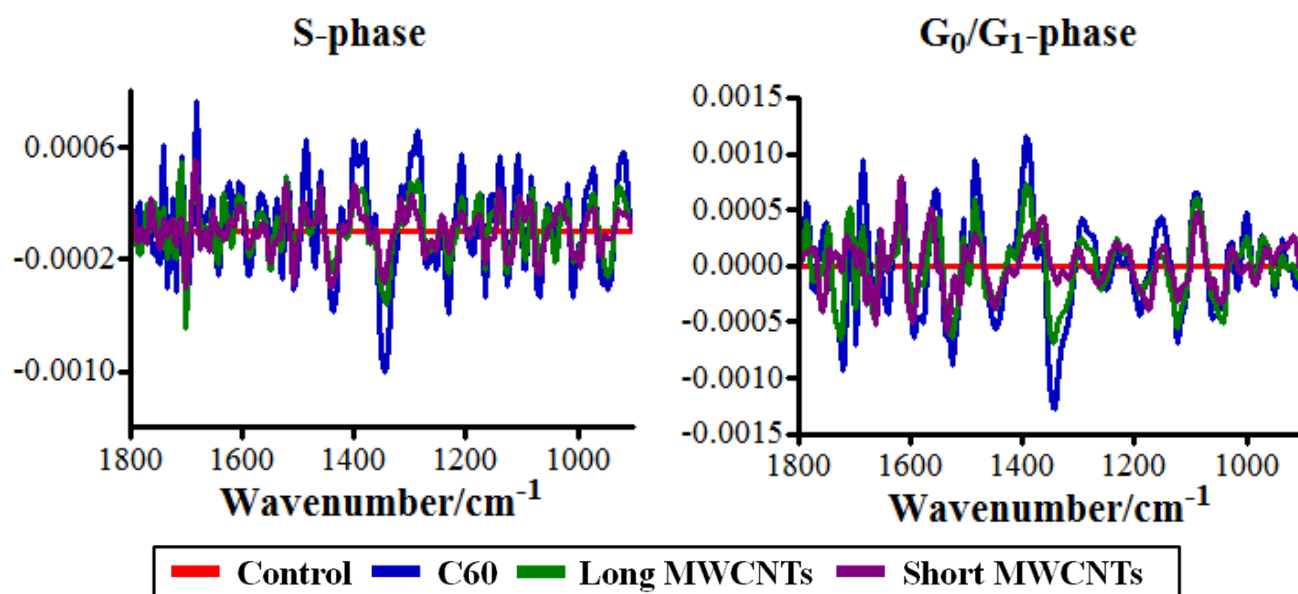 S-phase
0.0006
-0.0002
-0.0010
1800 1600 1400 1200 1000
Wavenumber/cm⁻¹
G₀/G₁-phase
0.0015
0.0010
0.0005
0.0000
-0.0005
-0.0010
-0.0015
1800 1600 1400 1200 1000
Wavenumber/cm⁻¹
Control C60 Long MWCNTs Short MWCNTs